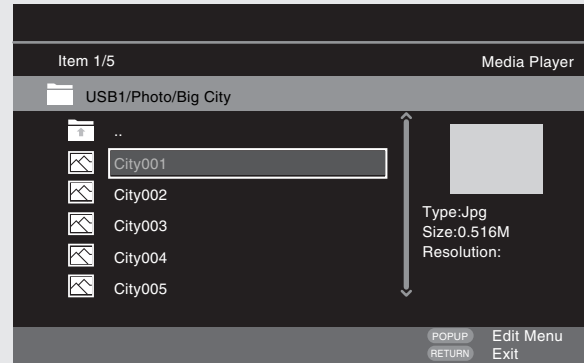 Item 1/5 Media Player
USB1/Photo/Big City
..
City001
City002
City003
City004
City005
Type:Jpg
Size:0.516M
Resolution:
POPUP Edit Menu
RETURN Exit